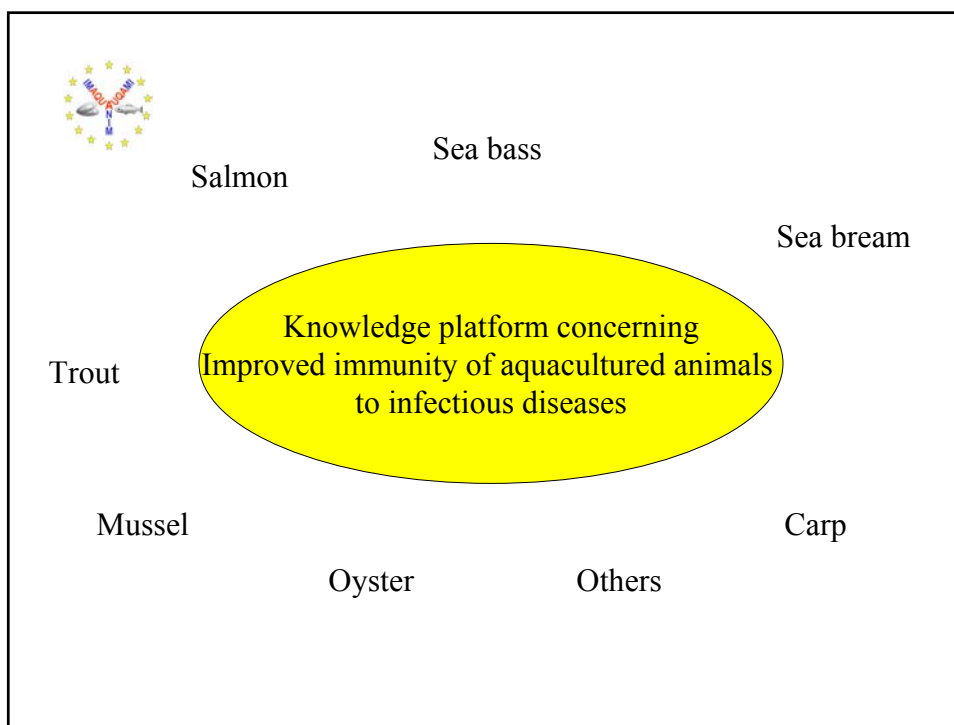 IMAQUANIM
Sea bass
Salmon
Sea bream
Knowledge platform concerning
Improved immunity of aquacultured animals
to infectious diseases
Trout
Mussel
Carp
Oyster
Others